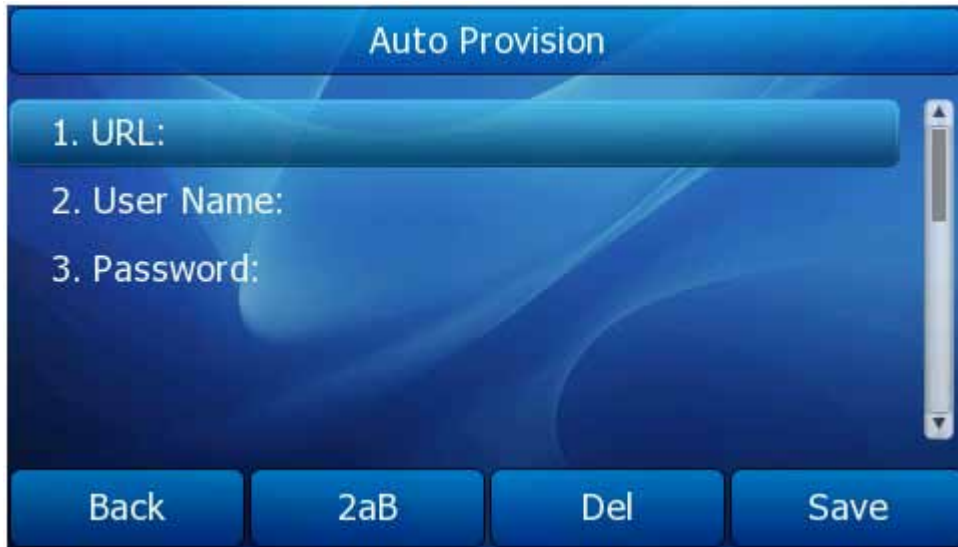 Auto Provision
1. URL:
2. User Name:
3. Password:
Back 2aB Del Save